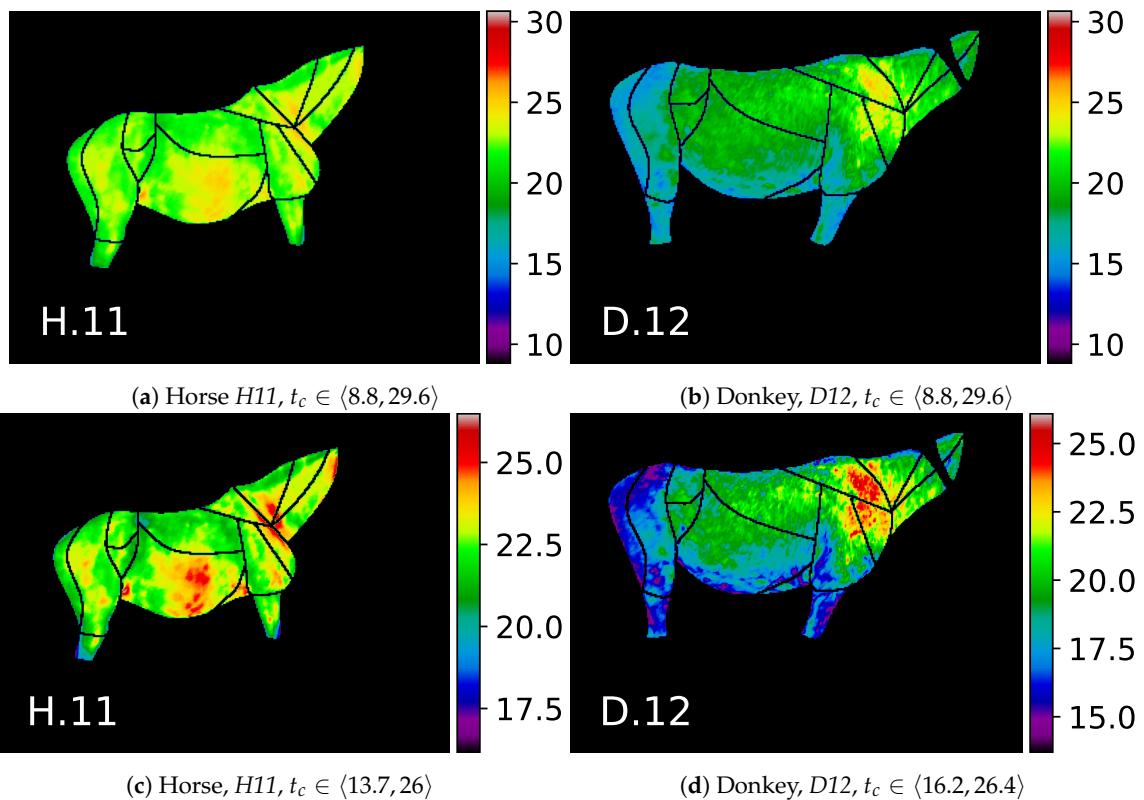 30
25
20
15
10
H.11
30
25
20
15
10
D.12
(a) Horse H11, t_c ∈ ⟨8.8, 29.6⟩
(b) Donkey, D12, t_c ∈ ⟨8.8, 29.6⟩
25.0
22.5
20.0
17.5
H.11
25.0
22.5
20.0
17.5
15.0
D.12
(c) Horse, H11, t_c ∈ ⟨13.7, 26⟩
(d) Donkey, D12, t_c ∈ ⟨16.2, 26.4⟩